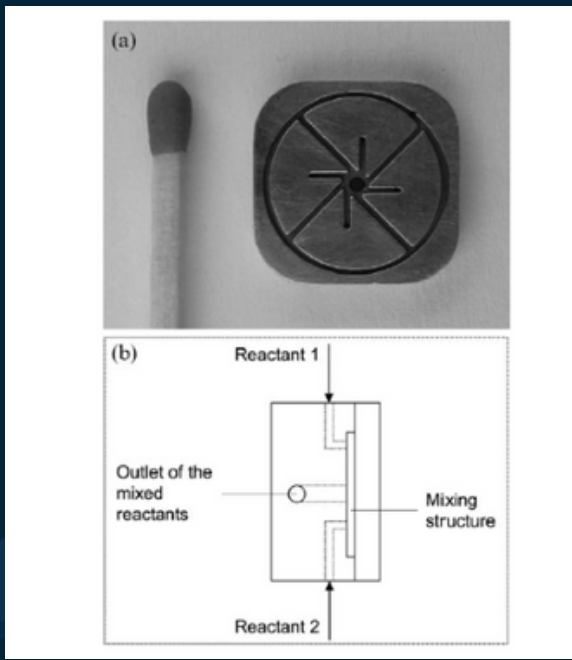 (a)
(b)
Reactant 1
Outlet of the
mixed
reactants
Mixing
structure
Reactant 2